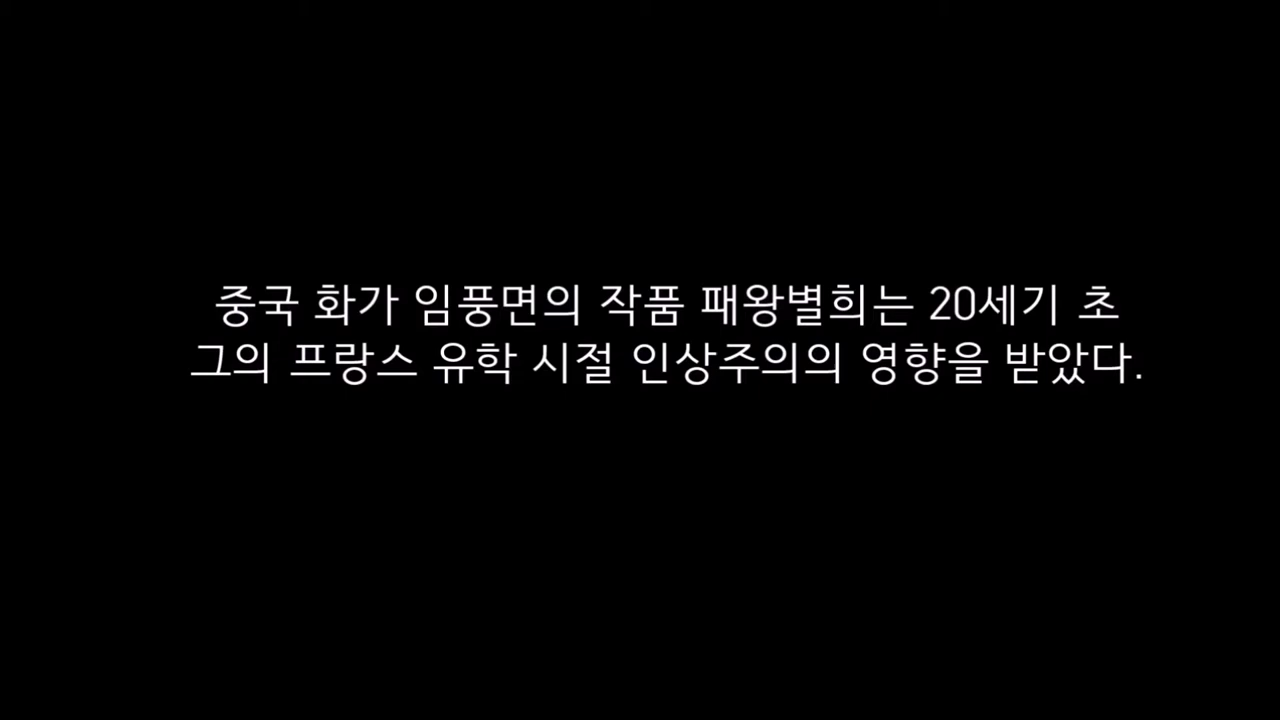 중국 화가 임풍면의 작품 패왕별희는 20세기 초
그의 프랑스 유학 시절 인상주의의 영향을 받았다.